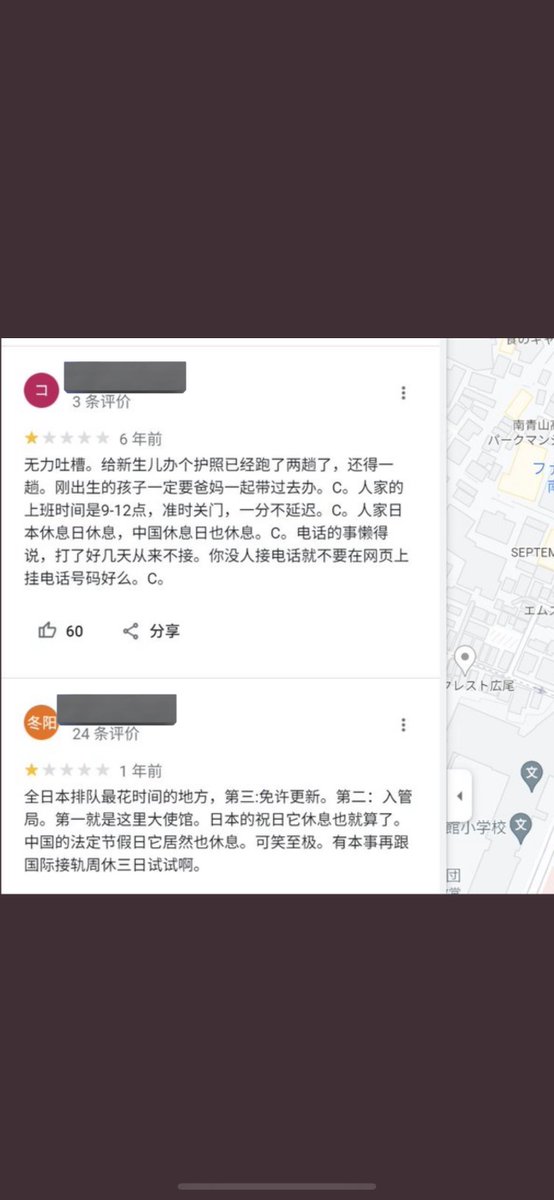 コ
3 条评价
6 年前
无力吐槽。给新生儿办个护照已经跑了两趟了，还得一
趟。刚出生的孩子一定要爸妈一起带过去办。C。人家的
上班时间是9-12点，准时关门，一分不延迟。C。人家日
本休息日休息，中国休息日也休息。C。电话的事懒得
说，打了好几天从来不接。你没人接电话就不要在网页上
挂电话号码好么。C。
60
分享
冬阳
24 条评价
1 年前
全日本排队最花时间的地方，第三:免许更新。第二：入管
局。第一就是这里大使馆。日本的祝日它休息也就算了。
中国的法定节假日它居然也休息。可笑至极。有本事再跟
国际接轨周休三日试试啊。
南青山高
パークマンシ
ファ
南
SEPTEM
エムズ
クレスト広尾
文
館小学校
文
団